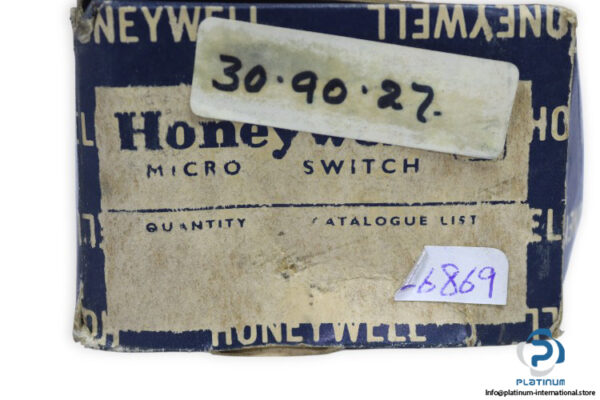 HONEYWELL
30·90·27.
Honeywell
MICRO SWITCH
QUANTITY CATALOGUE LIST
6869
HONEYWELL
PLATINUM
Info@platinum-international.store